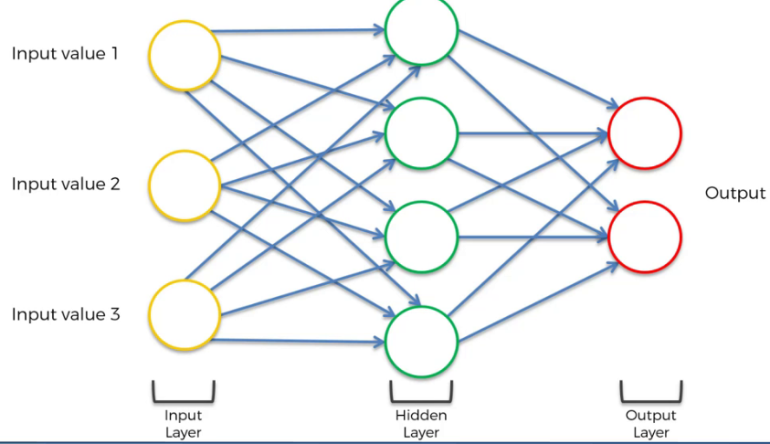 Input value 1
Input value 2
Output
Input value 3
Input
Layer
Hidden
Layer
Output
Layer